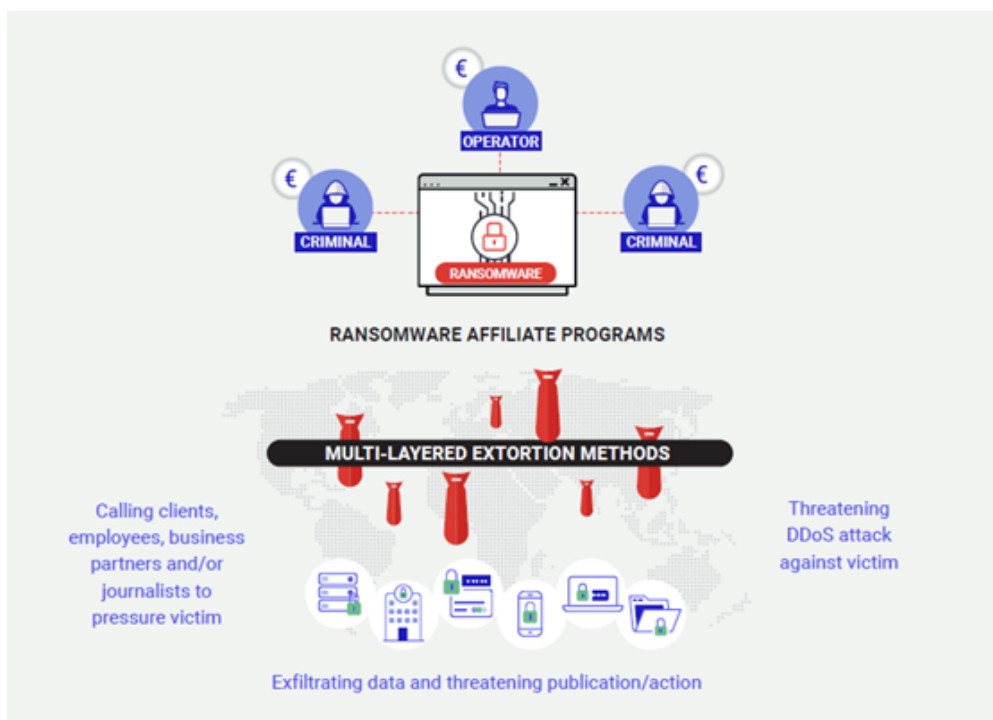 €
OPERATOR
€
€
CRIMINAL
CRIMINAL
RANSOMWARE
RANSOMWARE AFFILIATE PROGRAMS
MULTI-LAYERED EXTORTION METHODS
Calling clients,
employees, business
partners and/or
journalists to
pressure victim
Threatening
DDoS attack
against victim
Exfiltrating data and threatening publication/action